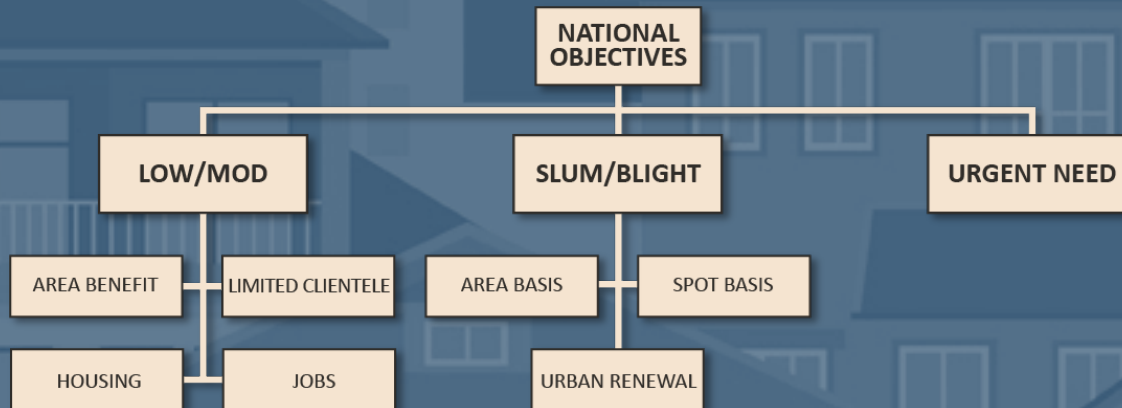 NATIONAL
OBJECTIVES
LOW/MOD
SLUM/BLIGHT
URGENT NEED
AREA BENEFIT
LIMITED CLIENTELE
AREA BASIS
SPOT BASIS
HOUSING
JOBS
URBAN RENEWAL